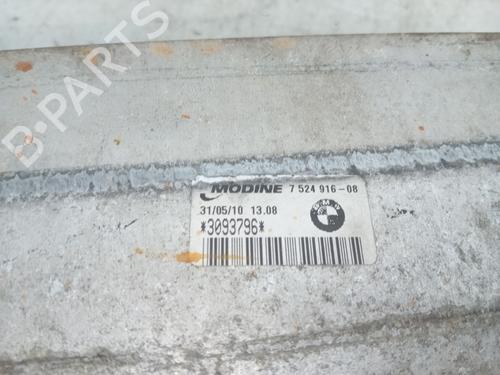 B-PARTS
MODINE 7 524 916-08
31/05/10 13.08
BMW
*3093796*